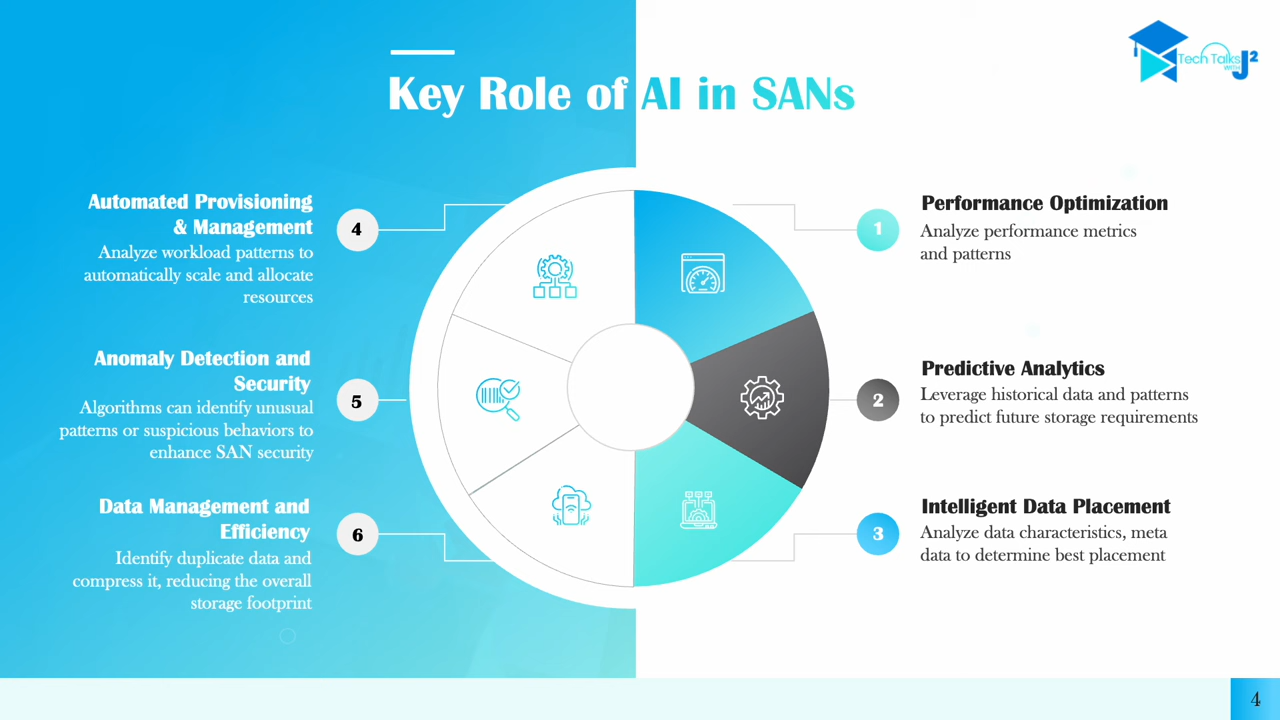 Tech Talks
WITH
J²
Key Role of AI in SANs
1
Performance Optimization
Analyze performance metrics
and patterns
2
Predictive Analytics
Leverage historical data and patterns
to predict future storage requirements
3
Intelligent Data Placement
Analyze data characteristics, meta
data to determine best placement
4
Automated Provisioning
& Management
Analyze workload patterns to
automatically scale and allocate
resources
5
Anomaly Detection and
Security
Algorithms can identify unusual
patterns or suspicious behaviors to
enhance SAN security
6
Data Management and
Efficiency
Identify duplicate data and
compress it, reducing the overall
storage footprint
4